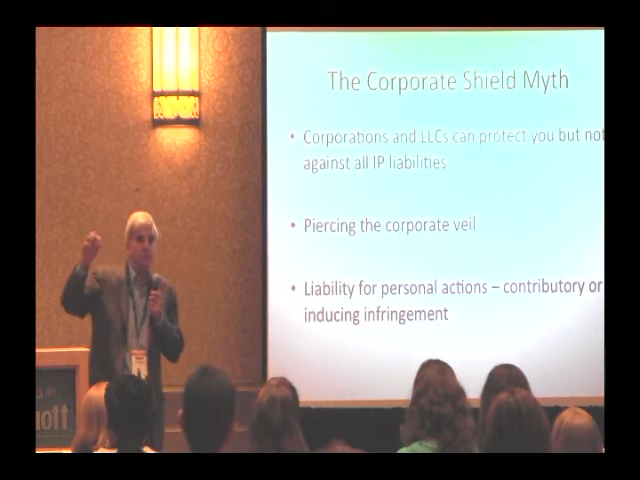 The Corporate Shield Myth
• Corporations and LLCs can protect you but not
against all IP liabilities
• Piercing the corporate veil
• Liability for personal actions – contributory or
inducing infringement
iott